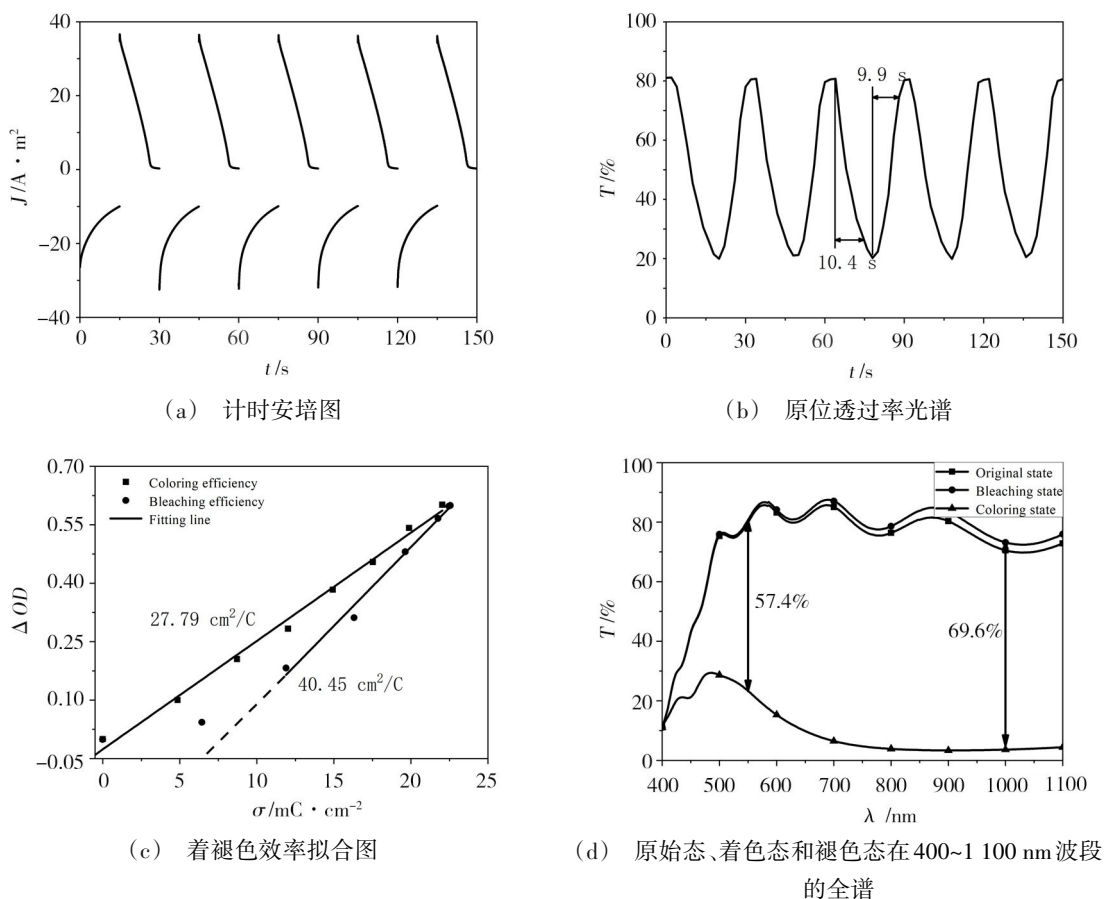 40
20
0
−20
−40
J/A · m²
0
30
60
90
120
150
t/s
(a) 计时安培图
100
80
60
40
20
0
T/%
9.9 s
10.4 s
0
30
60
90
120
150
t/s
(b) 原位透过率光谱
0.70
0.55
0.40
0.25
0.10
−0.05
Δ OD
Coloring efficiency
Bleaching efficiency
Fitting line
27.79 cm²/C
40.45 cm²/C
0
5
10
15
20
25
σ/mC · cm⁻²
(c) 着褪色效率拟合图
100
80
60
40
20
0
T/%
Original state
Bleaching state
Coloring state
57.4%
69.6%
400
500
600
700
800
900
1000
1100
λ /nm
(d) 原始态、着色态和褪色态在400~1 100 nm波段
的全谱